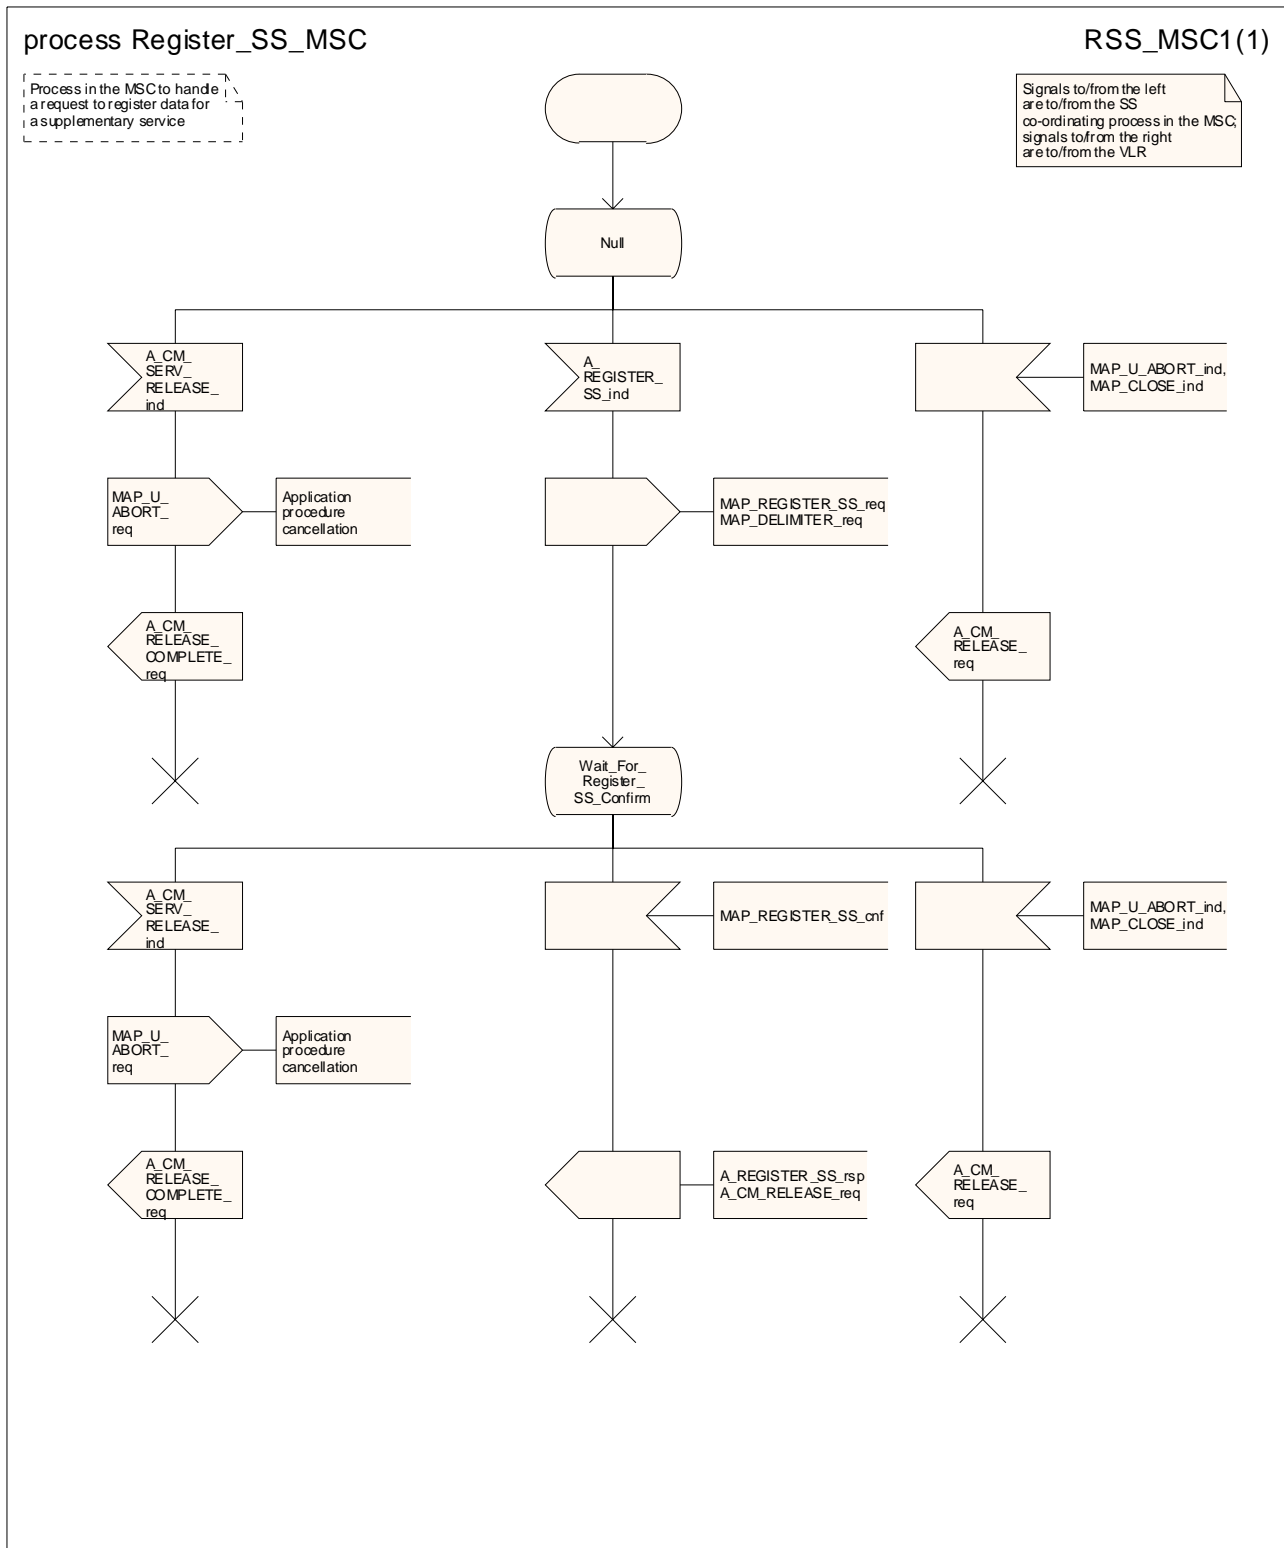 process Register_SS_MSC
RSS_MSC1(1)
Process in the MSC to handle
a request to register data for
a supplementary service
Signals to/from the left
are to/from the SS
co-ordinating process in the MSC;
signals to/from the right
are to/from the VLR
Null
A_CM_
SERV_
RELEASE_
ind
A_
REGISTER_
SS_ind
MAP_U_ABORT_ind,
MAP_CLOSE_ind
MAP_U_
ABORT_
req
Application
procedure
cancellation
MAP_REGISTER_SS_req
MAP_DELIMITER_req
A_CM_
RELEASE_
COMPLETE_
req
A_CM_
RELEASE_
req
Wait_For_
Register_
SS_Confirm
A_CM_
SERV_
RELEASE_
ind
MAP_REGISTER_SS_cnf
MAP_U_ABORT_ind,
MAP_CLOSE_ind
MAP_U_
ABORT_
req
Application
procedure
cancellation
A_CM_
RELEASE_
COMPLETE_
req
A_REGISTER_SS_rsp
A_CM_RELEASE_req
A_CM_
RELEASE_
req